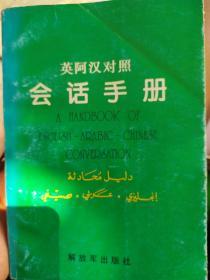 英阿汉对照
会话手册
A HANDBOOK OF
ENGLISH-ARABIC-CHINESE
CONVERSATION
دليل محادثة
إنجليزي - عربي - صيني
解放军出版社